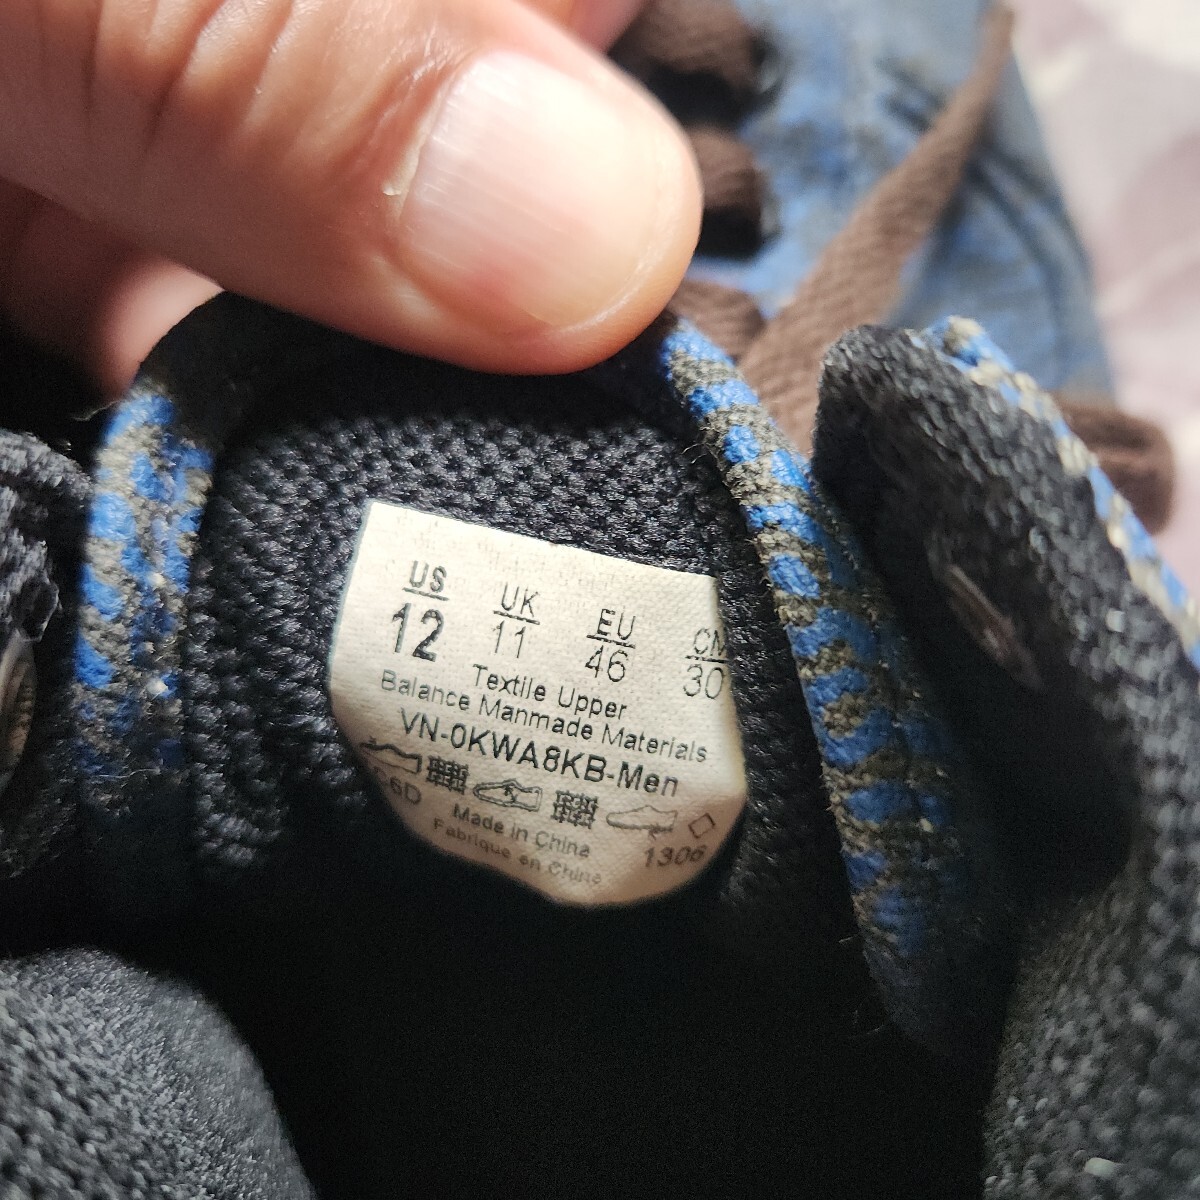 US UK EU CM
12 11 46 30
Textile Upper
Balance Manmade Materials
VN-0KWA8KB-Men
Made in China 1306
Fabrique en Chine